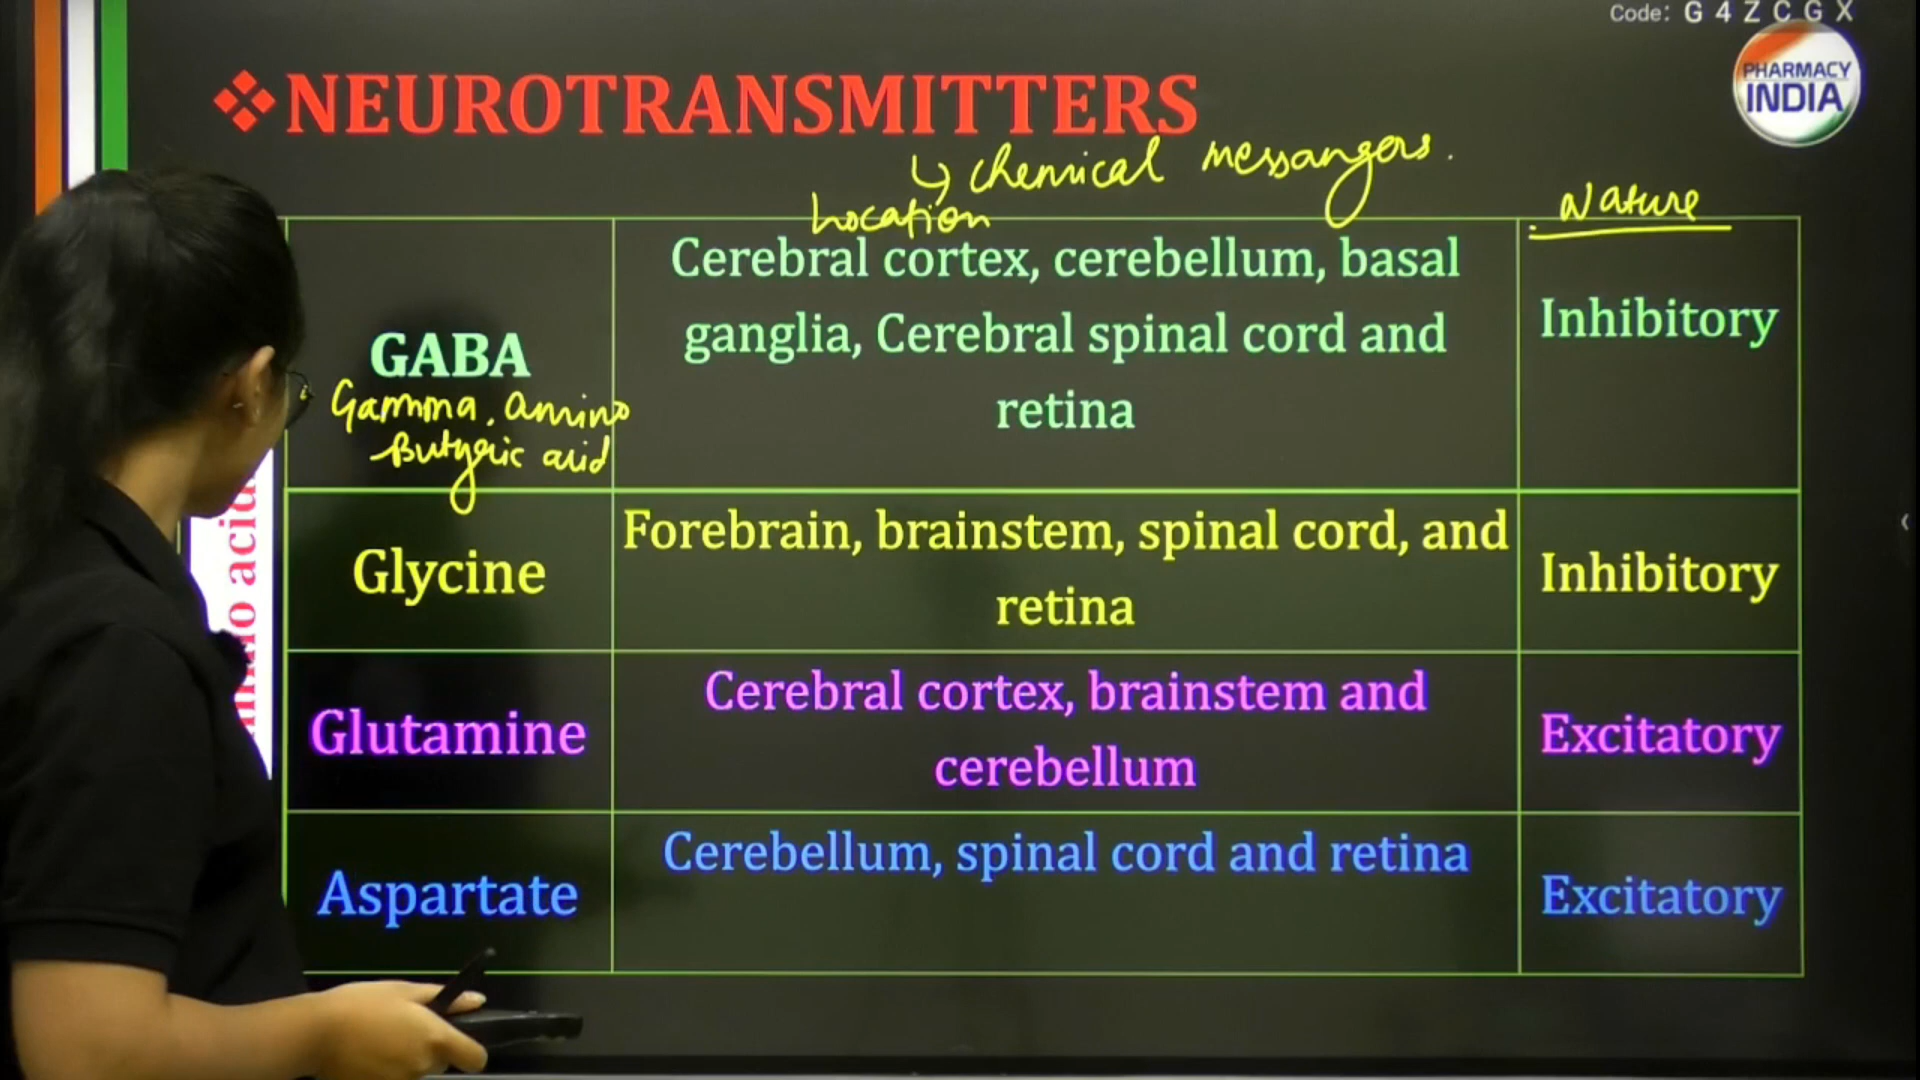 Code: G 4 Z C G X
PHARMACY
INDIA
❖NEUROTRANSMITTERS
↳ chemical messangers.
Location
Nature
GABA
Gamma. amino
Butyric acid
Cerebral cortex, cerebellum, basal
ganglia, Cerebral spinal cord and
retina
Inhibitory
Glycine
Forebrain, brainstem, spinal cord, and
retina
Inhibitory
Glutamine
Cerebral cortex, brainstem and
cerebellum
Excitatory
Aspartate
Cerebellum, spinal cord and retina
Excitatory